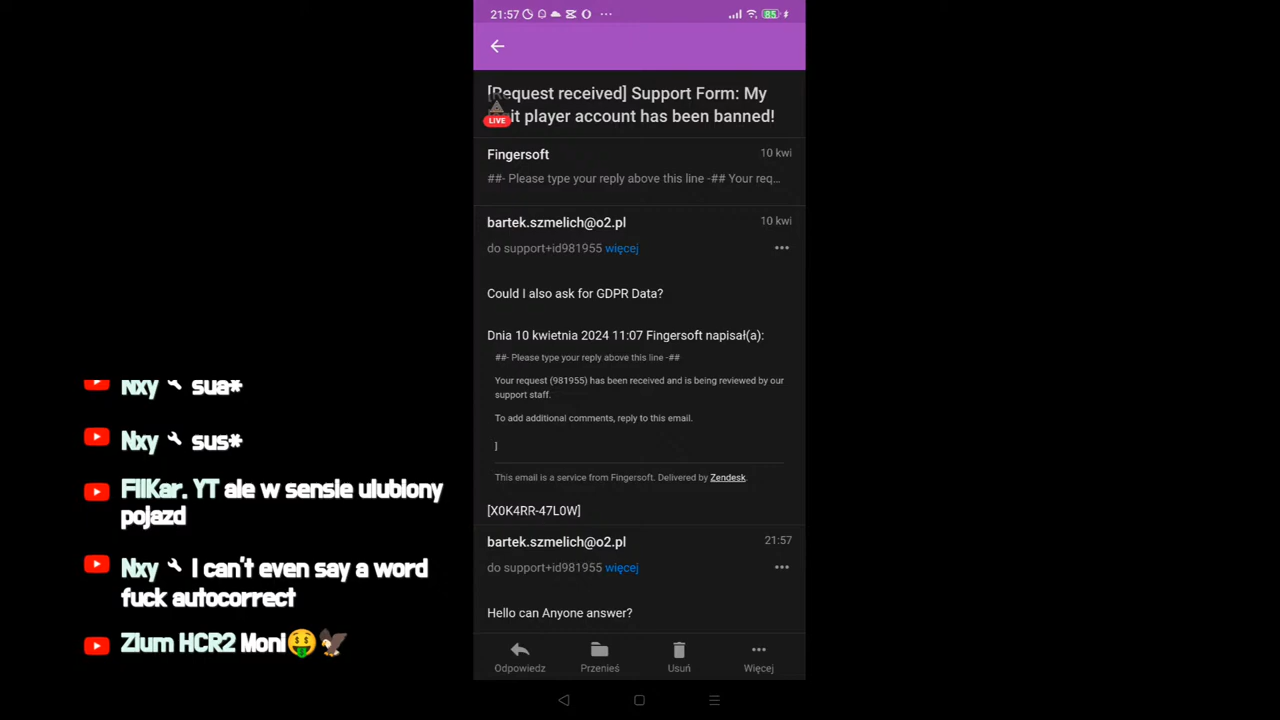 21:57
85
[Request received] Support Form: My
it player account has been banned!
LIVE
Fingersoft
10 kwi
##- Please type your reply above this line -## Your req...
bartek.szmelich@o2.pl
10 kwi
do support+id981955 więcej
Could I also ask for GDPR Data?
Dnia 10 kwietnia 2024 11:07 Fingersoft napisał(a):
##- Please type your reply above this line -##
Your request (981955) has been received and is being reviewed by our
support staff.
To add additional comments, reply to this email.
]
This email is a service from Fingersoft. Delivered by Zendesk.
[X0K4RR-47L0W]
bartek.szmelich@o2.pl
21:57
do support+id981955 więcej
Hello can Anyone answer?
Odpowiedz
Przenieś
Usuń
Więcej
Nxy sua*
Nxy sus*
FilKar. YT ale w sensie ulubiony
pojazd
Nxy I can't even say a word
fuck autocorrect
Zlum HCR2 Moni🤑🦅